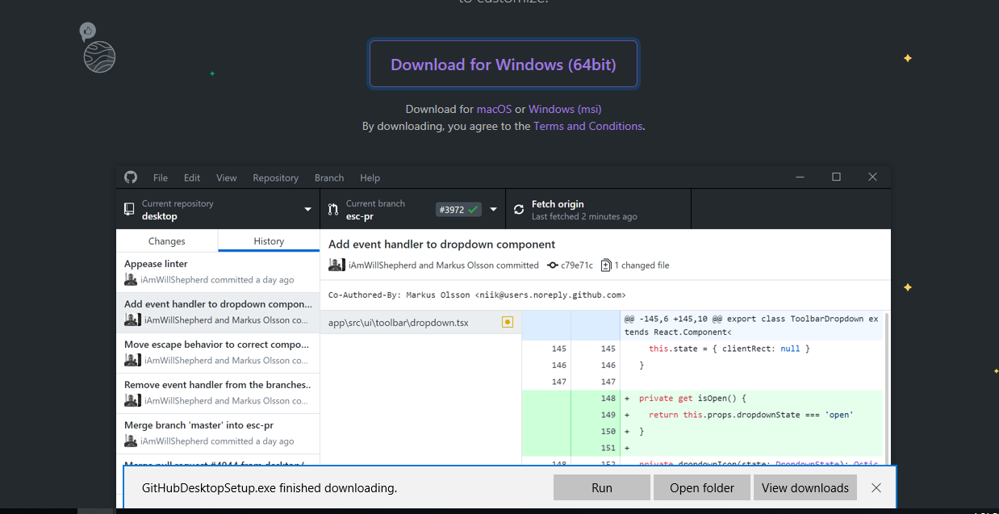 to customize.
Download for Windows (64bit)
Download for macOS or Windows (msi)
By downloading, you agree to the Terms and Conditions.
File Edit View Repository Branch Help
Current repository
desktop
Current branch
esc-pr
#3972
Fetch origin
Last fetched 2 minutes ago
Changes History
Appease linter
iAmWillShepherd committed a day ago
Add event handler to dropdown compon...
iAmWillShepherd and Markus Olsson co...
Move escape behavior to correct compo...
iAmWillShepherd and Markus Olsson co...
Remove event handler from the branches..
iAmWillShepherd and Markus Olsson co...
Merge branch 'master' into esc-pr
iAmWillShepherd committed a day ago
Merge pull request #4044 from desktop/
Add event handler to dropdown component
iAmWillShepherd and Markus Olsson committed c79e71c 1 changed file
Co-Authored-By: Markus Olsson <niik@users.noreply.github.com>
app\src\ui\toolbar\dropdown.tsx
@@ -145,6 +145,10 @@ export class ToolbarDropdown ex
tends React.Component<
145 145 this.state = { clientRect: null }
146 146 }
147 147
148 + private get isOpen() {
149 + return this.props.dropdownState === 'open'
150 + }
151 +
148 152 private dropdownIcon(state: DropdownState): Octic
GitHubDesktopSetup.exe finished downloading.
Run Open folder View downloads